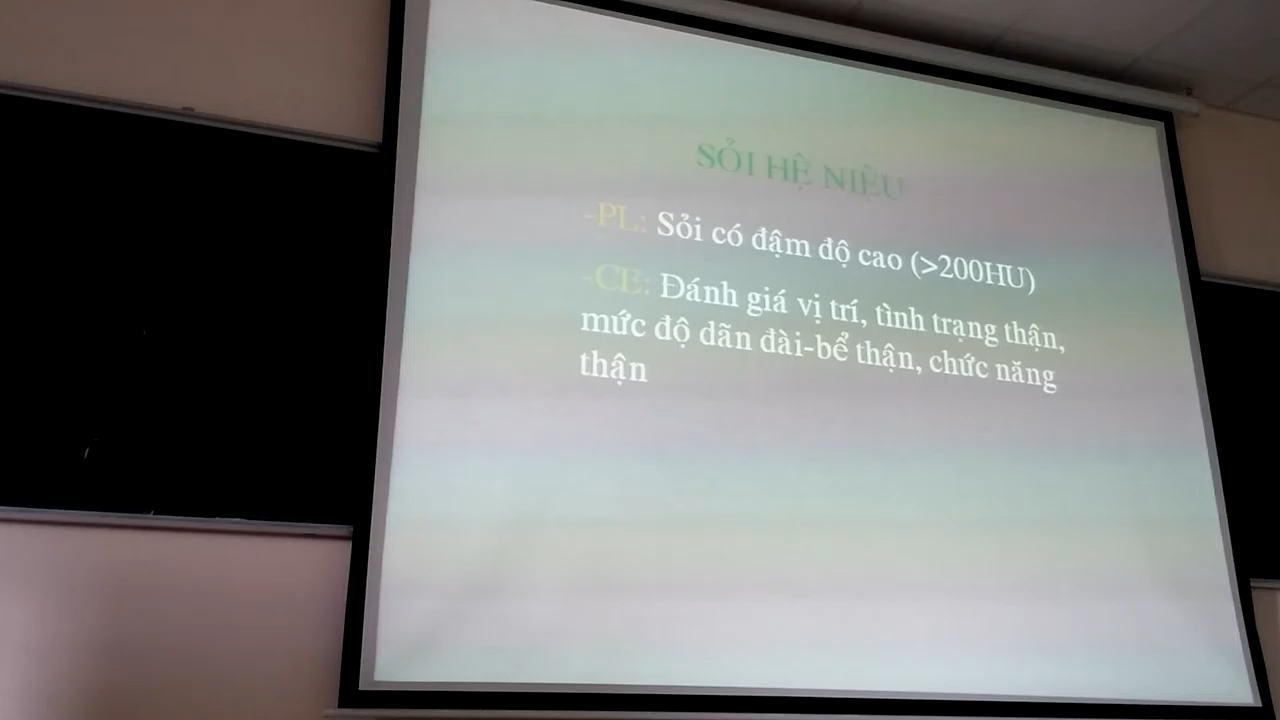 SỎI HỆ NIỆU
-PL: Sỏi có đậm độ cao (>200HU)
-CE: Đánh giá vị trí, tình trạng thận,
mức độ dãn đài-bể thận, chức năng
thận